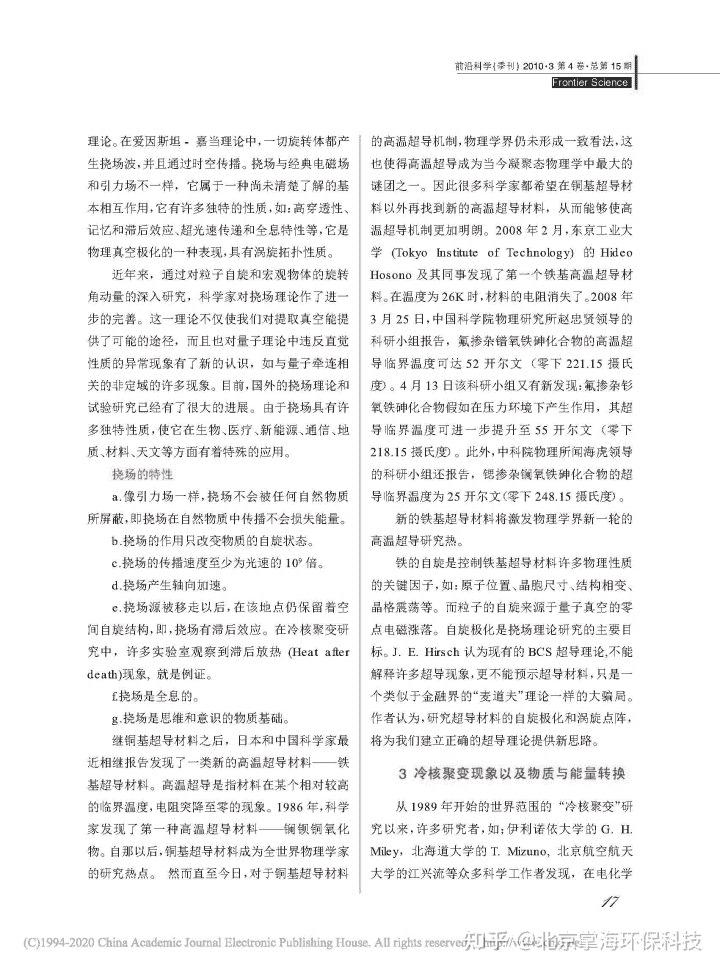 前沿科学(季刊) 2010·3 第 4 卷·总第 15 期
Frontier Science
理论。在爱因斯坦 - 嘉当理论中,一切旋转体都产
生挠场波,并且通过时空传播。挠场与经典电磁场
和引力场不一样, 它属于一种尚未清楚了解的基
本相互作用,它有许多独特的性质,如:高穿透性、
记忆和滞后效应、超光速传递和全息特性等,它是
物理真空极化的一种表现,具有涡旋拓扑性质。
近年来, 通过对粒子自旋和宏观物体的旋转
角动量的深入研究, 科学家对挠场理论作了进一
步的完善。 这一理论不仅使我们对提取真空能提
供了可能的途径, 而且也对量子理论中违反直觉
性质的异常现象有了新的认识, 如与量子牵连相
关的非定域的许多现象。目前,国外的挠场理论和
试验研究已经有了很大的进展。 由于挠场具有许
多独特性质,使它在生物、医疗、新能源、通信、地
质、材料、天文等方面有着特殊的应用。
挠场的特性
a.像引力场一样,挠场不会被任何自然物质
所屏蔽,即挠场在自然物质中传播不会损失能量。
b.挠场的作用只改变物质的自旋状态。
c.挠场的传播速度至少为光速的 10⁹ 倍。
d.挠场产生轴向加速。
e.挠场源被移走以后,在该地点仍保留着空
间自旋结构,即,挠场有滞后效应。在冷核聚变研
究中, 许多实验室观察到滞后放热 (Heat after
death)现象, 就是例证。
f.挠场是全息的。
g.挠场是思维和意识的物质基础。
继铜基超导材料之后, 日本和中国科学家最
近相继报告发现了一类新的高温超导材料——铁
基超导材料。高温超导是指材料在某个相对较高
的临界温度,电阻突降至零的现象。1986 年,科学
家发现了第一种高温超导材料——镧钡铜氧化
物。自那以后,铜基超导材料成为全世界物理学家
的研究热点。 然而直至今日,对于铜基超导材料
的高温超导机制,物理学界仍未形成一致看法,这
也使得高温超导成为当今凝聚态物理学中最大的
谜团之一。 因此很多科学家都希望在铜基超导材
料以外再找到新的高温超导材料, 从而能够使高
温超导机制更加明朗。2008 年 2 月,东京工业大
学 (Tokyo Institute of Technology) 的 Hideo
Hosono 及其同事发现了第一个铁基高温超导材
料。在温度为 26K 时,材料的电阻消失了。2008 年
3 月 25 日,中国科学院物理研究所赵忠贤领导的
科研小组报告, 氟掺杂镨氧铁砷化合物的高温超
导临界温度可达 52 开尔文 (零下 221.15 摄氏
度) 。4 月 13 日该科研小组又有新发现:氟掺杂钐
氧铁砷化合物假如在压力环境下产生作用, 其超
导临界温度可进一步提升至 55 开尔文 (零下
218.15 摄氏度) 。此外,中科院物理所闻海虎领导
的科研小组还报告, 锶掺杂镧氧铁砷化合物的超
导临界温度为 25 开尔文(零下 248.15 摄氏度) 。
新的铁基超导材料将激发物理学界新一轮的
高温超导研究热。
铁的自旋是控制铁基超导材料许多物理性质
的关键因子,如:原子位置、晶胞尺寸、结构相变、
晶格震荡等。 而粒子的自旋来源于量子真空的零
点电磁涨落。 自旋极化是挠场理论研究的主要目
标。J. E. Hirsch 认为现有的 BCS 超导理论,不能
解释许多超导现象,更不能预示超导材料,只是一
个类似于金融界的“麦道夫”理论一样的大骗局。
作者认为,研究超导材料的自旋极化和涡旋点阵,
将为我们建立正确的超导理论提供新思路。
3 冷核聚变现象以及物质与能量转换
从 1989 年开始的世界范围的 “冷核聚变”研
究以来,许多研究者,如;伊利诺依大学的 G. H.
Miley, 北海道大学的 T. Mizuno, 北京航空航天
大学的江兴流等众多科学工作者发现, 在电化学
17
(C)1994-2020 China Academic Journal Electronic Publishing House. All rights reserved.
知乎 @北京掌海环保科技